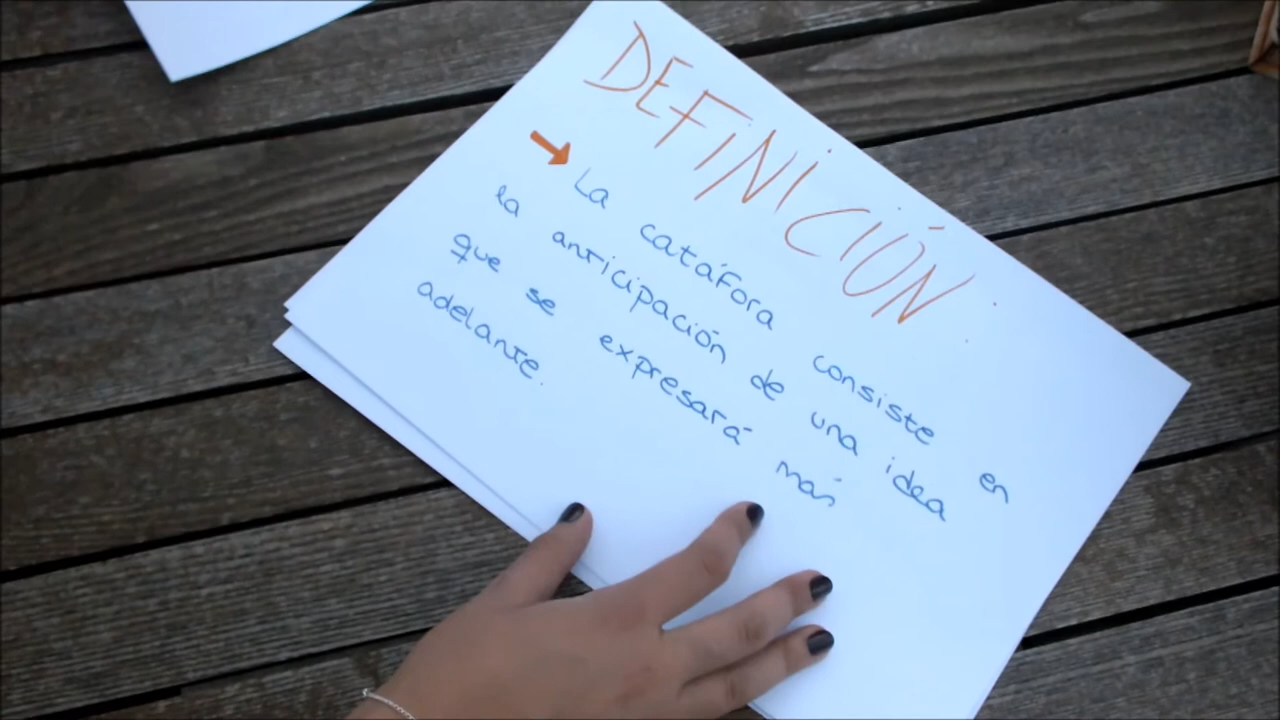 DEFINICIÓN
La catáfora consiste en
la anticipación de una idea
que se expresará más
adelante.